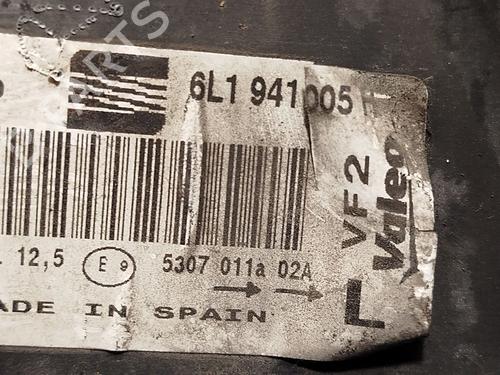 6L1 941005
VF2
Valeo
12,5 E 9 5307 011a 02A
L
ADE IN SPAIN